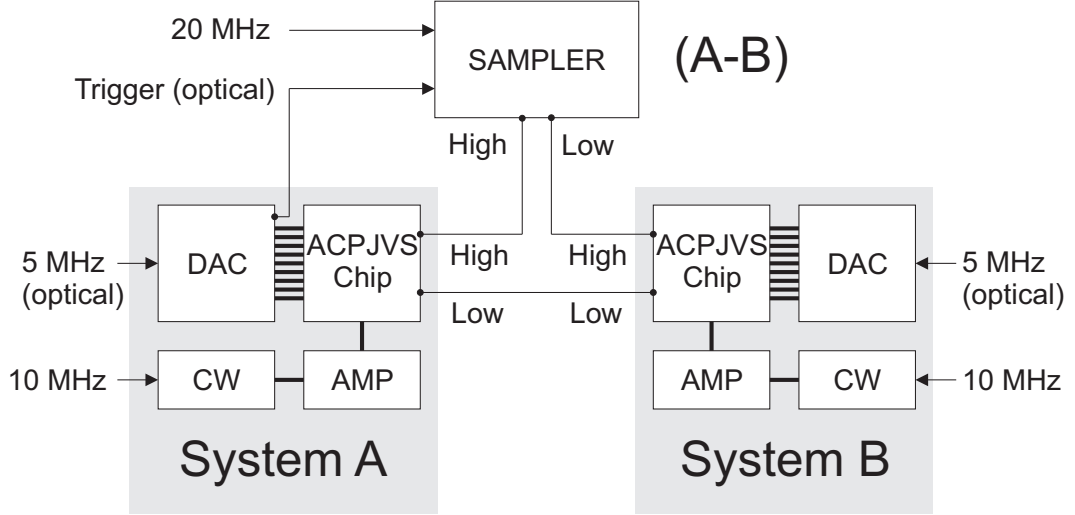 20 MHz
SAMPLER
(A-B)
Trigger (optical)
High
Low
DAC
ACPJVS
Chip
High
High
ACPJVS
Chip
DAC
5 MHz
(optical)
5 MHz
(optical)
Low
Low
10 MHz
CW
AMP
AMP
CW
10 MHz
System A
System B